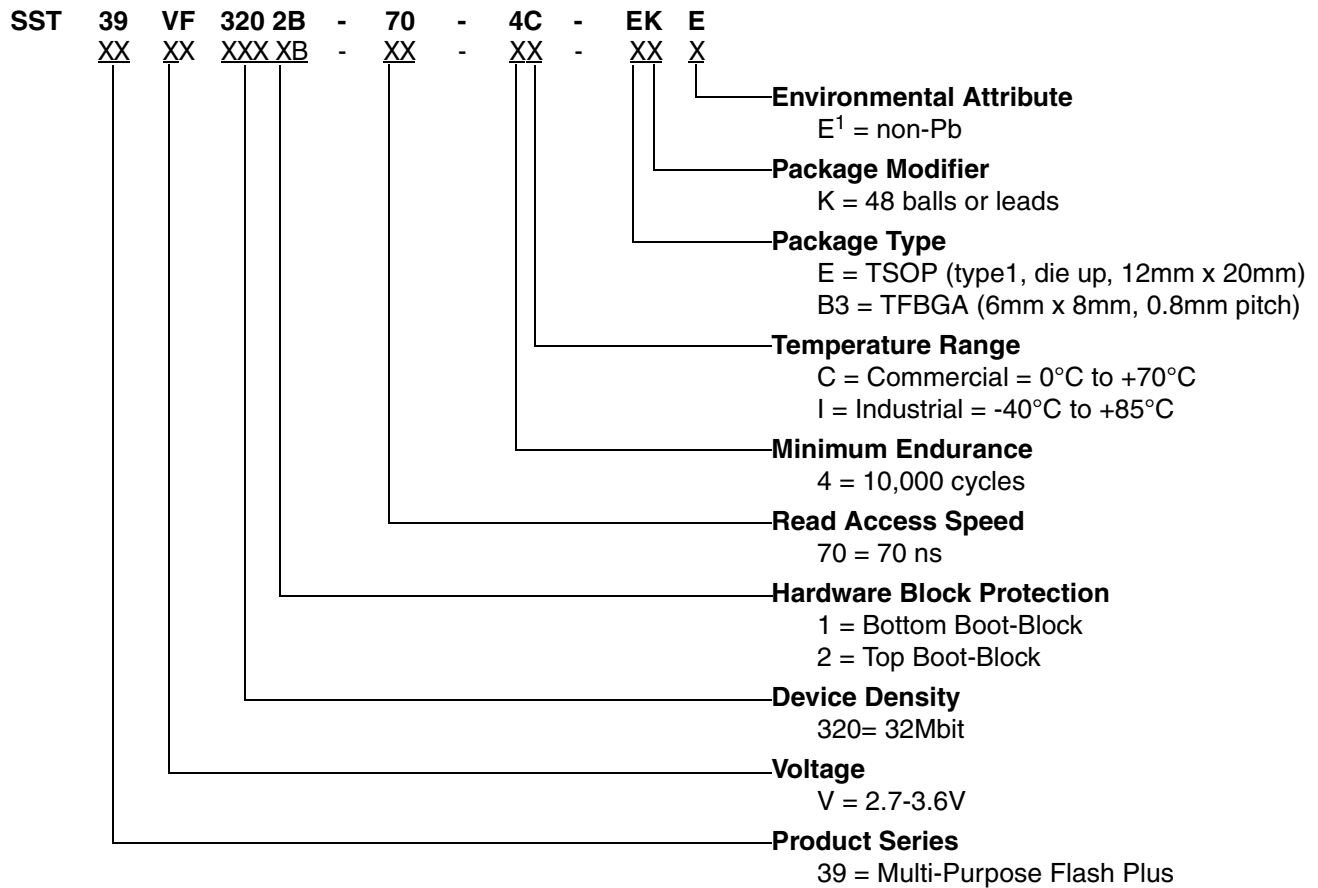 SST 39 VF 320 2B - 70 - 4C - EK E
XX XX XXX XB - XX - XX - XX X
Environmental Attribute
E1 = non-Pb
Package Modifier
K = 48 balls or leads
Package Type
E = TSOP (type1, die up, 12mm x 20mm)
B3 = TFBGA (6mm x 8mm, 0.8mm pitch)
Temperature Range
C = Commercial = 0°C to +70°C
I = Industrial = -40°C to +85°C
Minimum Endurance
4 = 10,000 cycles
Read Access Speed
70 = 70 ns
Hardware Block Protection
1 = Bottom Boot-Block
2 = Top Boot-Block
Device Density
320= 32Mbit
Voltage
V = 2.7-3.6V
Product Series
39 = Multi-Purpose Flash Plus